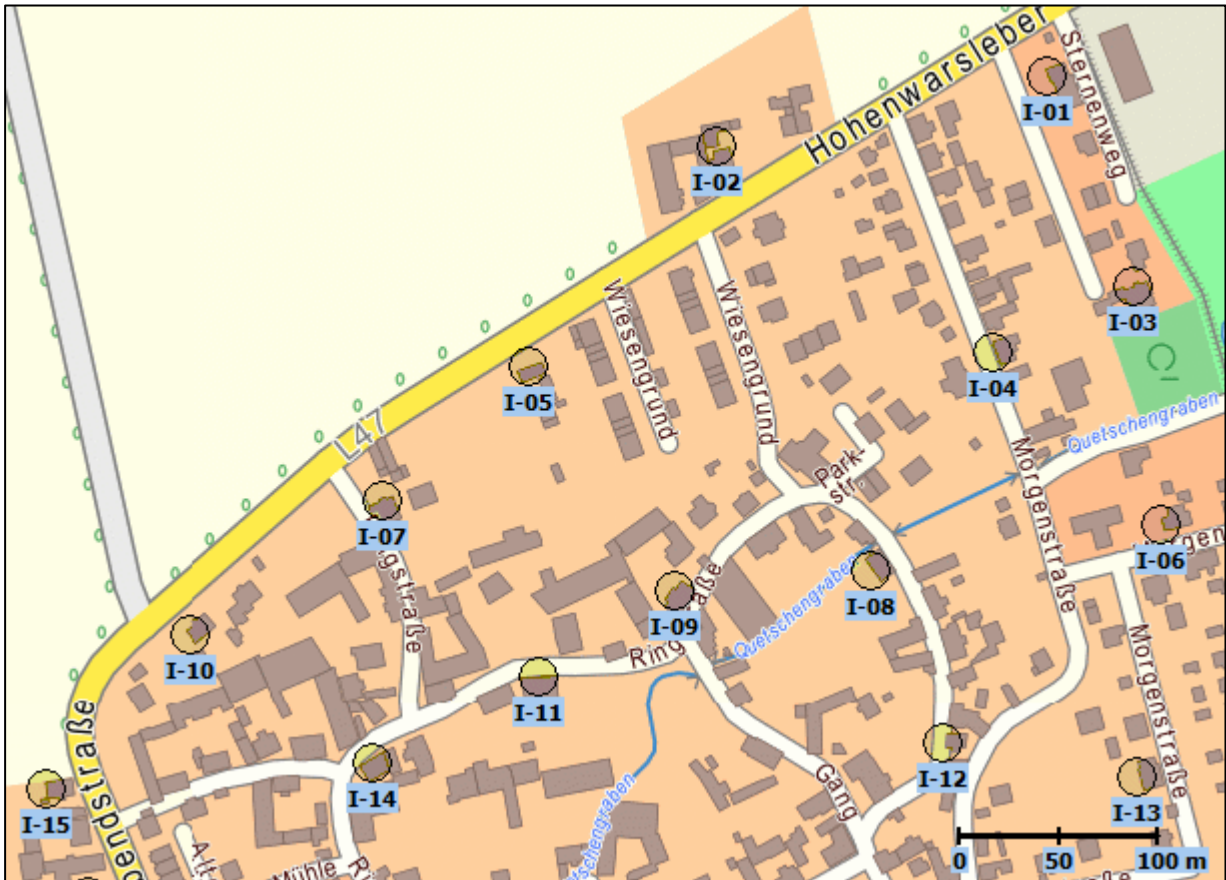 Hohenwarsleber
Sternenweg
I-01
I-02
I-03
Wiesengrund
Wiesengrund
I-04
I-05
L47
Quetschengraben
Park-
str.
Morgenstraße
I-07
I-06
I-08
I-09
Quetschengraben
I-10
I-11
Morgenstraße
I-12
I-13
I-14
Gang
I-15
0 50 100 m
Mühle